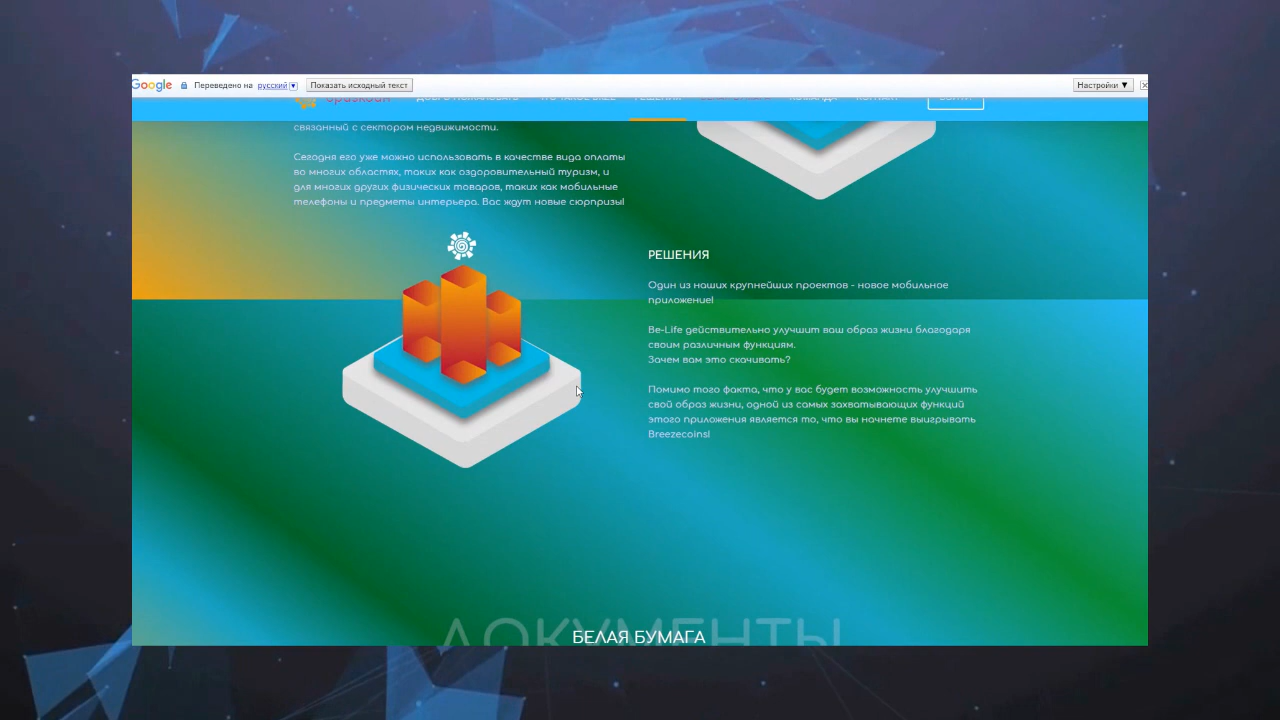 Google
Переведено на русский ▼
Показать исходный текст
Настройки ▼
связанный с сектором недвижимости.
Сегодня его уже можно использовать в качестве вида оплаты
во многих областях, таких как оздоровительный туризм, и
для многих других физических товаров, таких как мобильные
телефоны и предметы интерьера. Вас ждут новые сюрпризы!
РЕШЕНИЯ
Один из наших крупнейших проектов - новое мобильное
приложение!
Be-Life действительно улучшит ваш образ жизни благодаря
своим различным функциям.
Зачем вам это скачивать?
Помимо того факта, что у вас будет возможность улучшить
свой образ жизни, одной из самых захватывающих функций
этого приложения является то, что вы начнете выигрывать
Breezecoins!
ДОКУМЕНТЫ
БЕЛАЯ БУМАГА